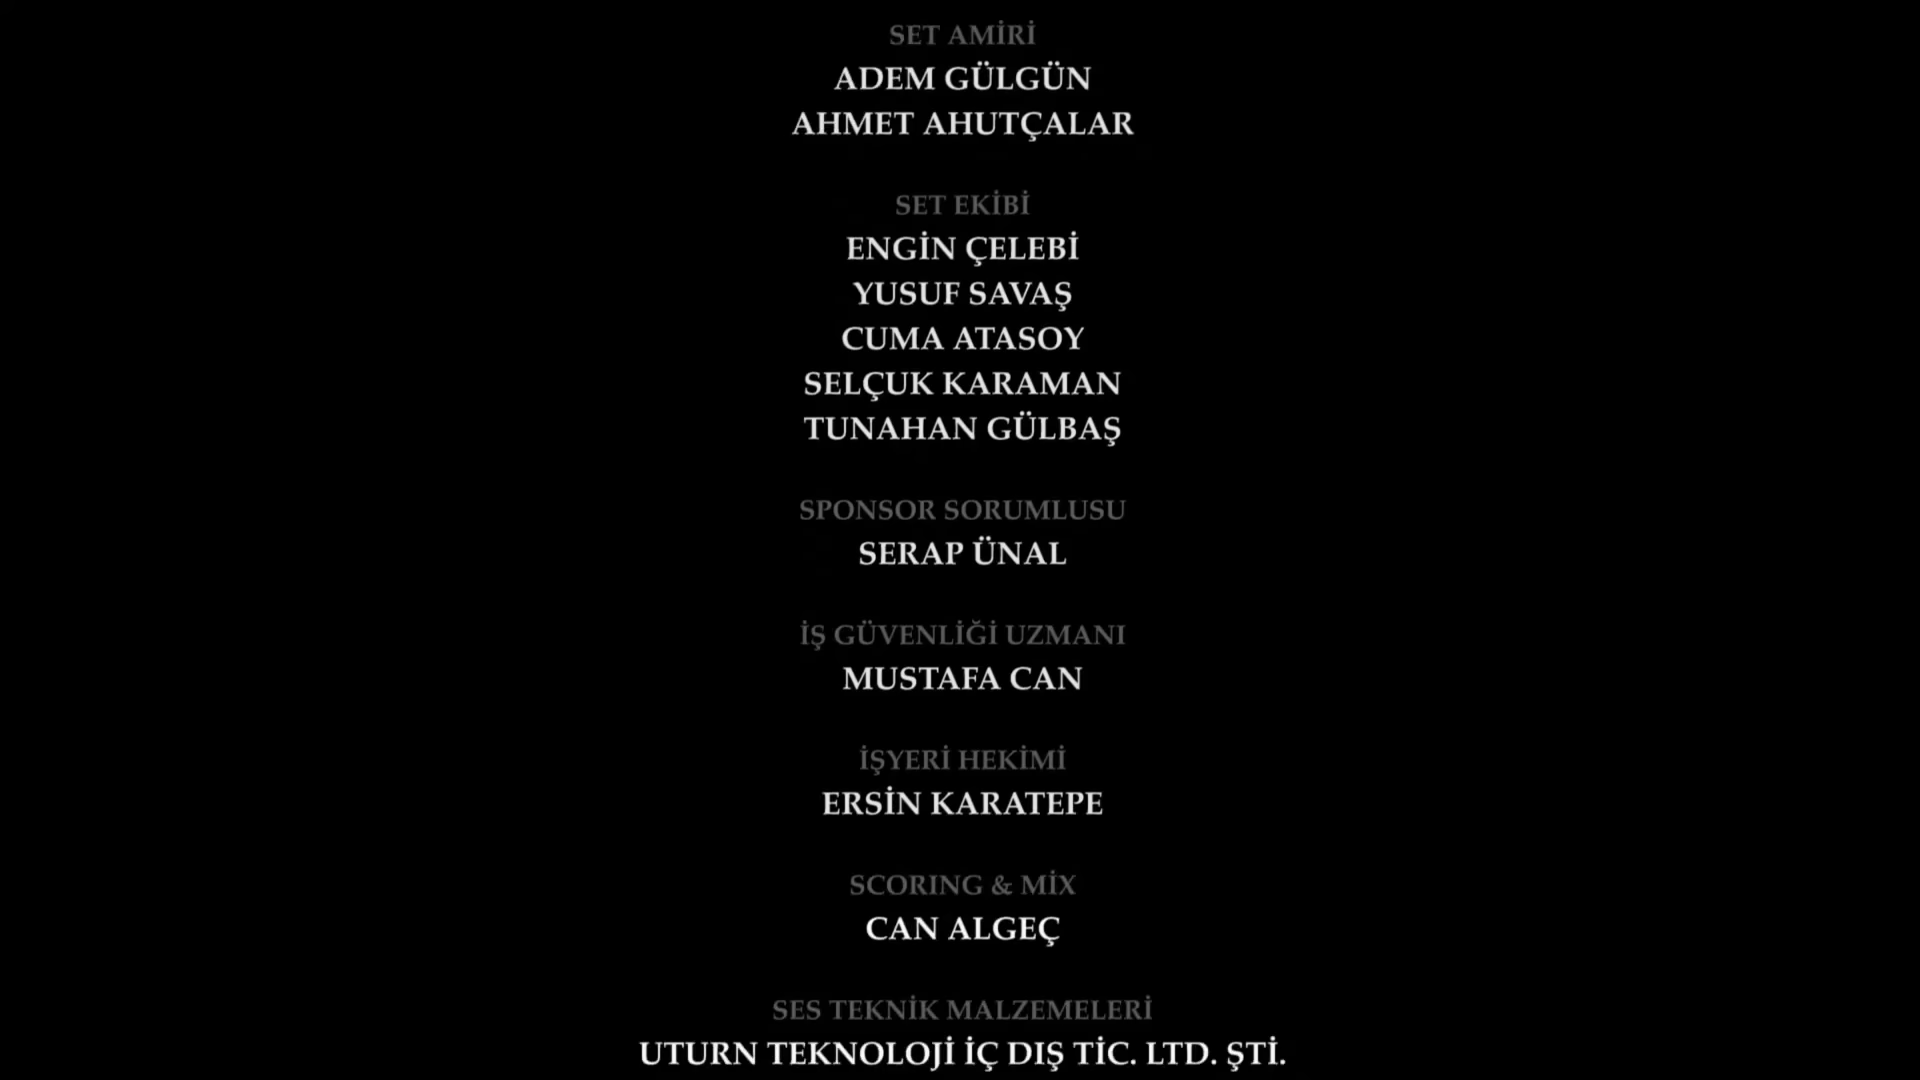 SET AMİRİ
ADEM GÜLGÜN
AHMET AHUTÇALAR
SET EKİBİ
ENGİN ÇELEBİ
YUSUF SAVAŞ
CUMA ATASOY
SELÇUK KARAMAN
TUNAHAN GÜLBAŞ
SPONSOR SORUMLUSU
SERAP ÜNAL
İŞ GÜVENLİĞİ UZMANI
MUSTAFA CAN
İŞYERİ HEKİMİ
ERSİN KARATEPE
SCORING & MİX
CAN ALGEÇ
SES TEKNİK MALZEMELERİ
UTURN TEKNOLOJİ İÇ DIŞ TİC. LTD. ŞTİ.